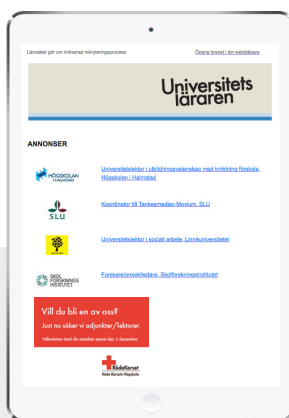 Lärosätet gör om kritiserad rekryteringsprocess
Öppna brevet i din webbläsare
Universitets
läraren
ANNONSER
HÖGSKOLAN
I HALMSTAD
Universitetslektor i utbildningsvetenskap med inriktning förskola,
Högskolan i Halmstad
SLU
Koordinator till Tankesmedjan Movium, SLU
Universitetslektor i socialt arbete, Linnéuniversitetet
SKOL
FORSKNINGS
INSTITUTET
Forskare/projektledare, Skolforskningsinstitutet
Vill du bli en av oss?
Just nu söker vi adjunkter/lektorer.
Välkommen med din ansökan senast den 3 december
RödaKorset
Röda Korsets Högskola